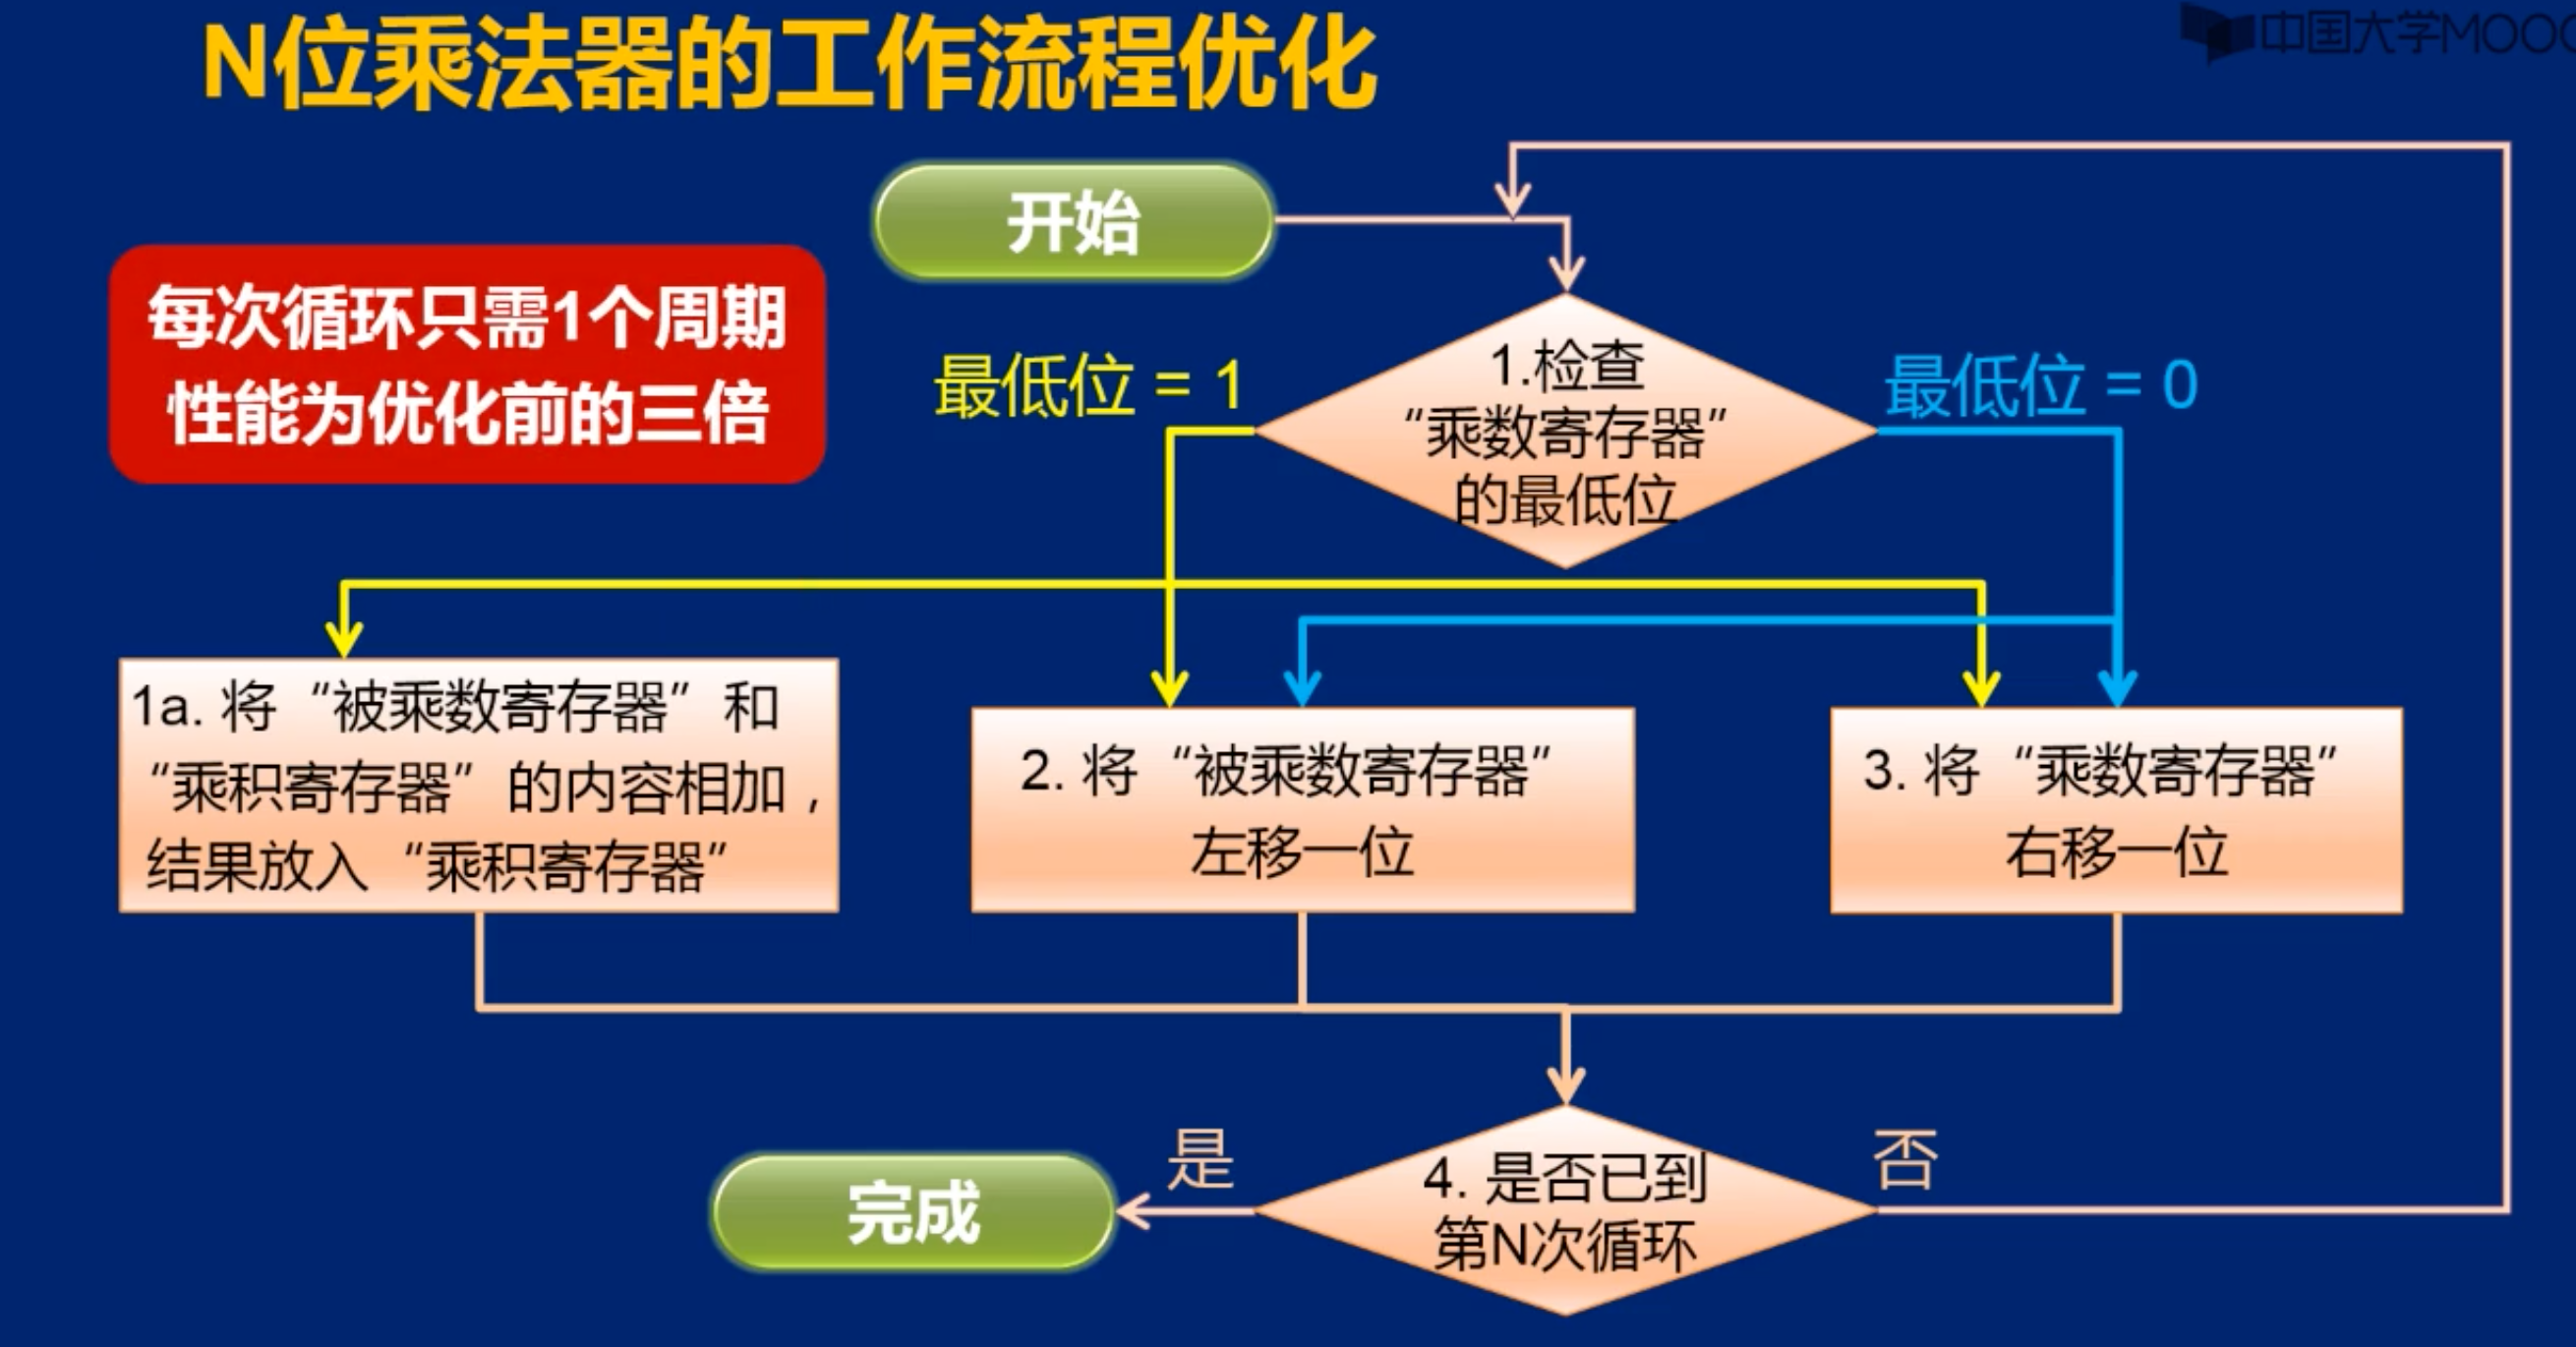 N位乘法器的工作流程优化
中国大学MOOC
开始
每次循环只需1个周期
性能为优化前的三倍
最低位 = 1
1.检查
“乘数寄存器”
的最低位
最低位 = 0
1a. 将“被乘数寄存器”和
“乘积寄存器”的内容相加，
结果放入“乘积寄存器”
2. 将“被乘数寄存器”
左移一位
3. 将“乘数寄存器”
右移一位
是
4. 是否已到
第N次循环
否
完成